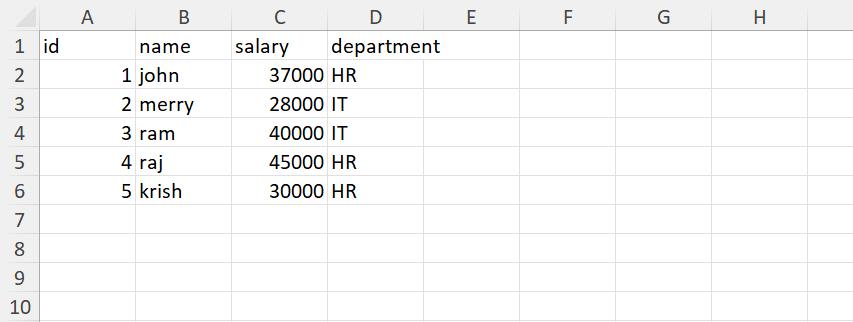 A B C D E F G H
1 id name salary department
2 1 john 37000 HR
3 2 merry 28000 IT
4 3 ram 40000 IT
5 4 raj 45000 HR
6 5 krish 30000 HR
7
8
9
10